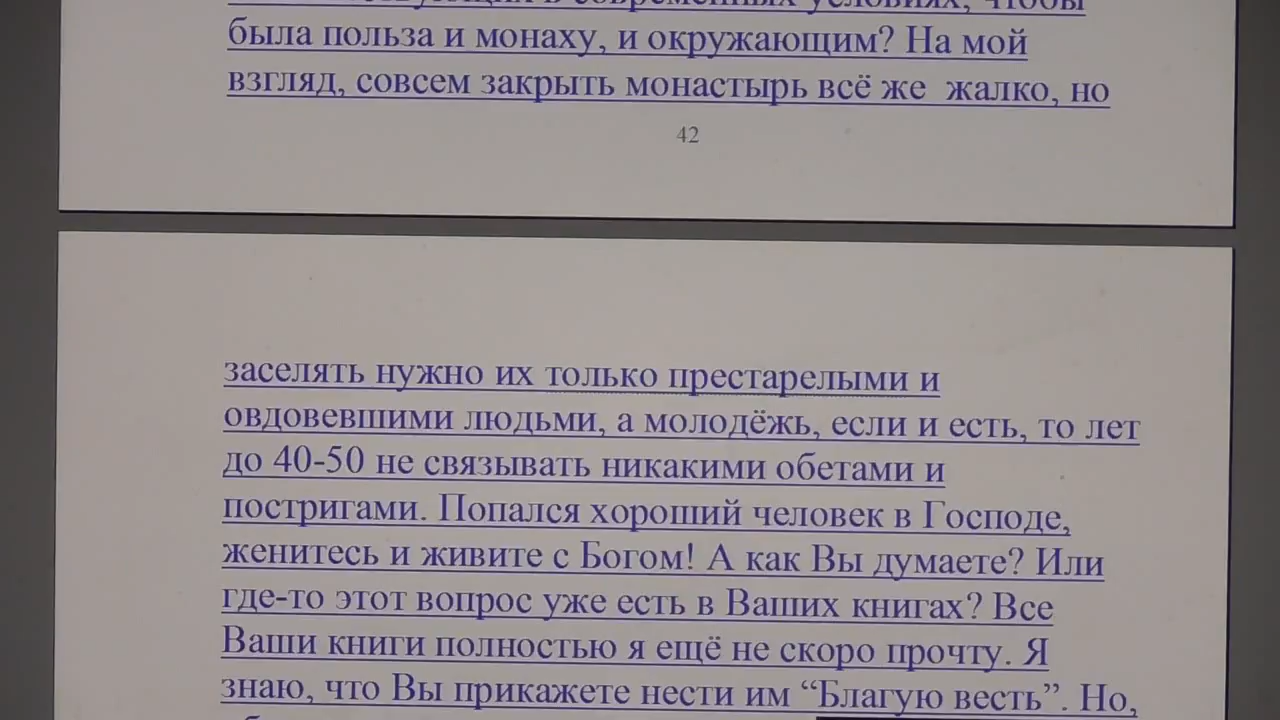 в современных условиях, чтобы
была польза и монаху, и окружающим? На мой
взгляд, совсем закрыть монастырь всё же жалко, но
42
заселять нужно их только престарелыми и
овдовевшими людьми, а молодёжь, если и есть, то лет
до 40-50 не связывать никакими обетами и
постригами. Попался хороший человек в Господе,
женитесь и живите с Богом! А как Вы думаете? Или
где-то этот вопрос уже есть в Ваших книгах? Все
Ваши книги полностью я ещё не скоро прочту. Я
знаю, что Вы прикажете нести им “Благую весть”. Но,